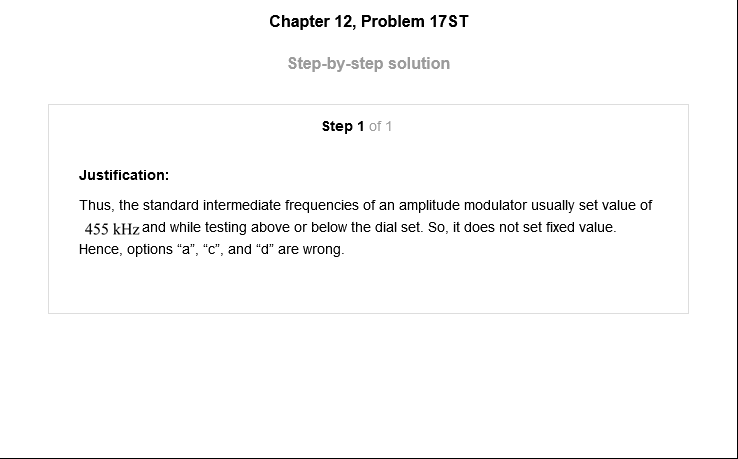 Chapter 12, Problem 17ST
Step-by-step solution
Step 1 of 1
Justification:
Thus, the standard intermediate frequencies of an amplitude modulator usually set value of
455 kHz and while testing above or below the dial set. So, it does not set fixed value.
Hence, options “a”, “c”, and “d” are wrong.